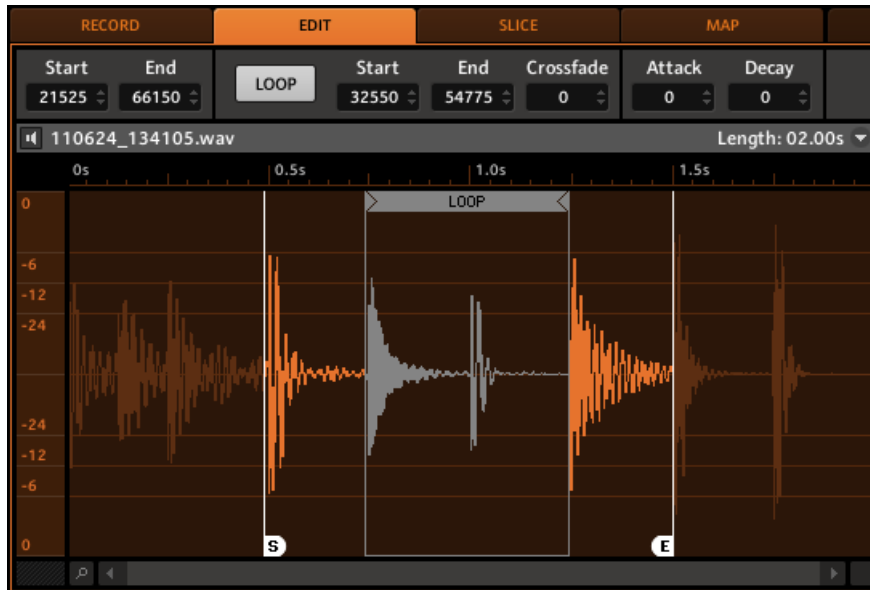 RECORD EDIT SLICE MAP
Start End Start End Crossfade Attack Decay
21525 66150 LOOP 32550 54775 0 0 0
110624_134105.wav Length: 02.00s
0s 0.5s 1.0s 1.5s
0 LOOP
-6
-12
-24
-24
-12
-6
0 S E